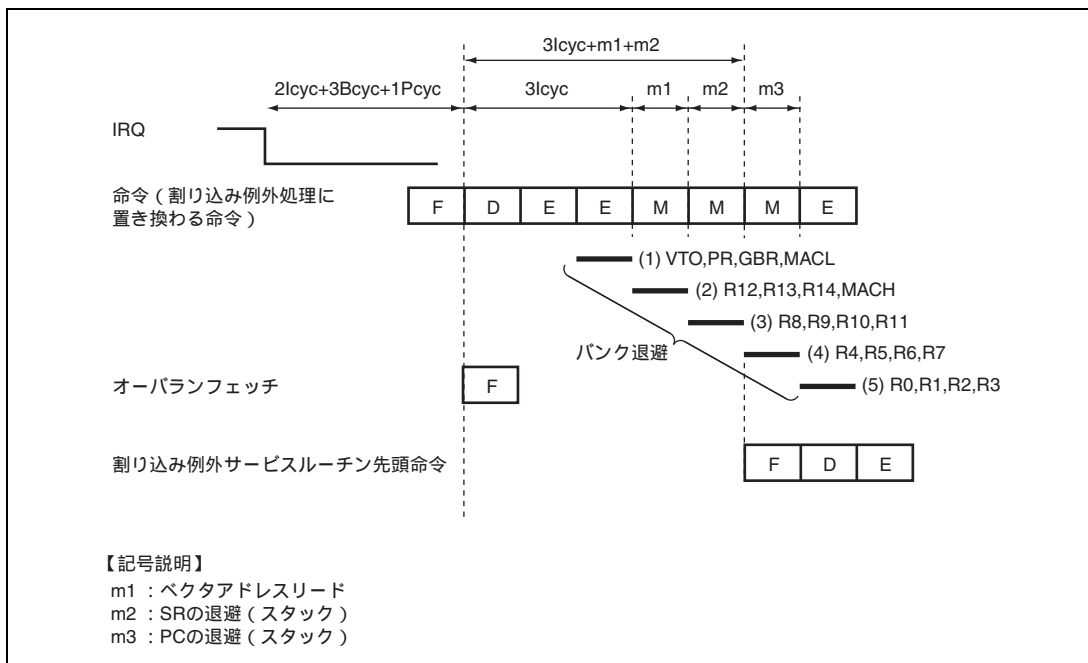 3Icyc+m1+m2
2Icyc+3Bcyc+1Pcyc
3Icyc
m1
m2
m3
IRQ
命令（割り込み例外処理に
置き換わる命令）
F D E E M M M E
(1) VTO,PR,GBR,MACL
(2) R12,R13,R14,MACH
(3) R8,R9,R10,R11
バンク退避
(4) R4,R5,R6,R7
オーバランフェッチ
F
(5) R0,R1,R2,R3
割り込み例外サービスルーチン先頭命令
F D E
【記号説明】
m1 ：ベクタアドレスリード
m2 ：SRの退避（スタック）
m3 ：PCの退避（スタック）